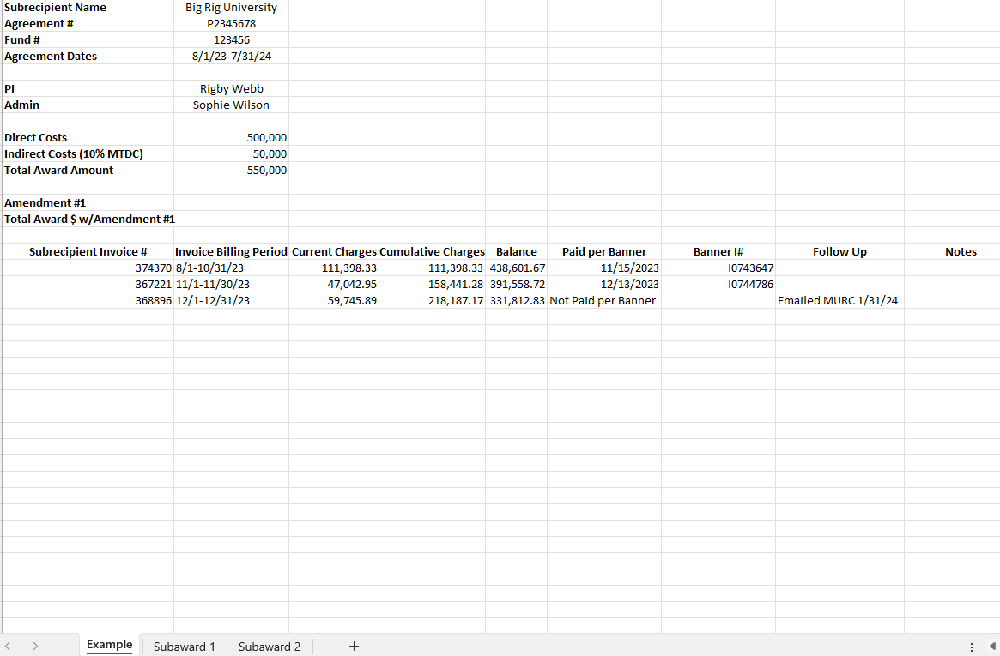 Subrecipient Name Big Rig University
Agreement # P2345678
Fund # 123456
Agreement Dates 8/1/23-7/31/24
PI Rigby Webb
Admin Sophie Wilson
Direct Costs 500,000
Indirect Costs (10% MTDC) 50,000
Total Award Amount 550,000
Amendment #1
Total Award $ w/Amendment #1
Subrecipient Invoice # Invoice Billing Period Current Charges Cumulative Charges Balance Paid per Banner Banner I# Follow Up Notes
374370 8/1-10/31/23 111,398.33 111,398.33 438,601.67 11/15/2023 I0743647
367221 11/1-11/30/23 47,042.95 158,441.28 391,558.72 12/13/2023 I0744786
368896 12/1-12/31/23 59,745.89 218,187.17 331,812.83 Not Paid per Banner Emailed MURC 1/31/24
Example Subaward 1 Subaward 2